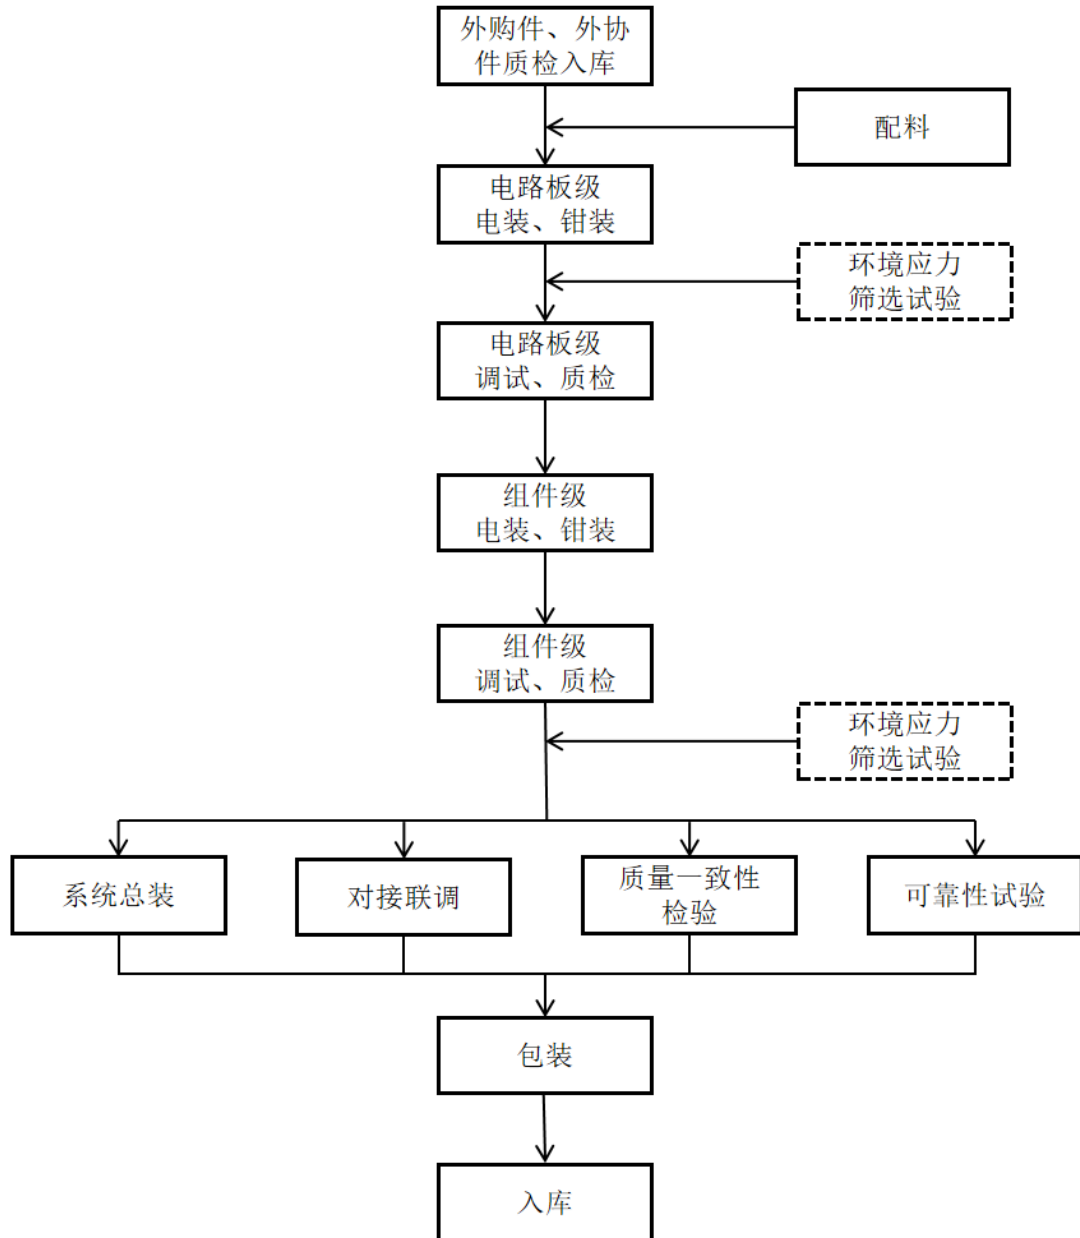 外购件、外协
件质检入库
配料
电路板级
电装、钳装
环境应力
筛选试验
电路板级
调试、质检
组件级
电装、钳装
组件级
调试、质检
环境应力
筛选试验
系统总装
对接联调
质量一致性
检验
可靠性试验
包装
入库